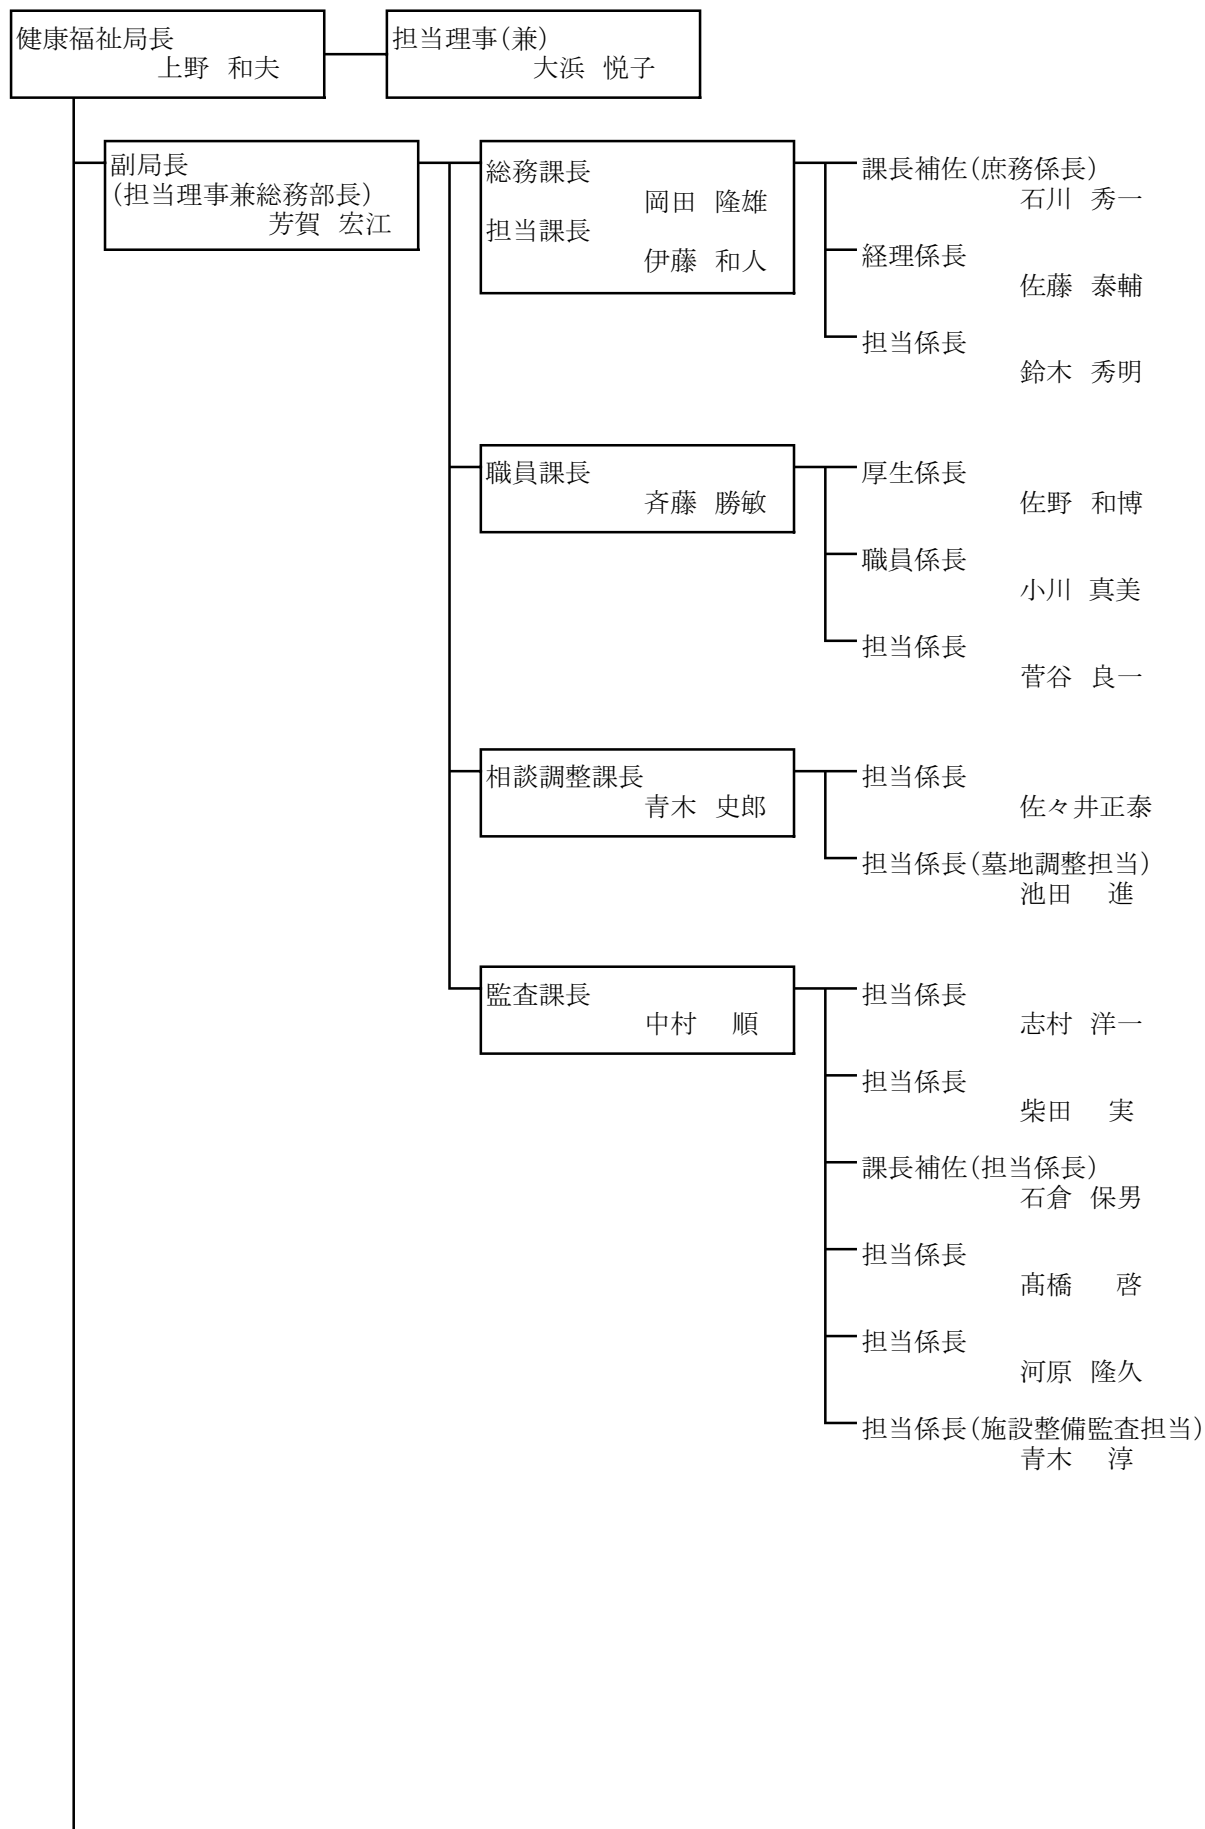 健康福祉局長
上野 和夫
担当理事(兼)
大浜 悦子
副局長
(担当理事兼総務部長)
芳賀 宏江
総務課長
岡田 隆雄
担当課長
伊藤 和人
課長補佐(庶務係長)
石川 秀一
経理係長
佐藤 泰輔
担当係長
鈴木 秀明
職員課長
斉藤 勝敏
厚生係長
佐野 和博
職員係長
小川 真美
担当係長
菅谷 良一
相談調整課長
青木 史郎
担当係長
佐々井正泰
担当係長(墓地調整担当)
池田 進
監査課長
中村 順
担当係長
志村 洋一
担当係長
柴田 実
課長補佐(担当係長)
石倉 保男
担当係長
髙橋 啓
担当係長
河原 隆久
担当係長(施設整備監査担当)
青木 淳